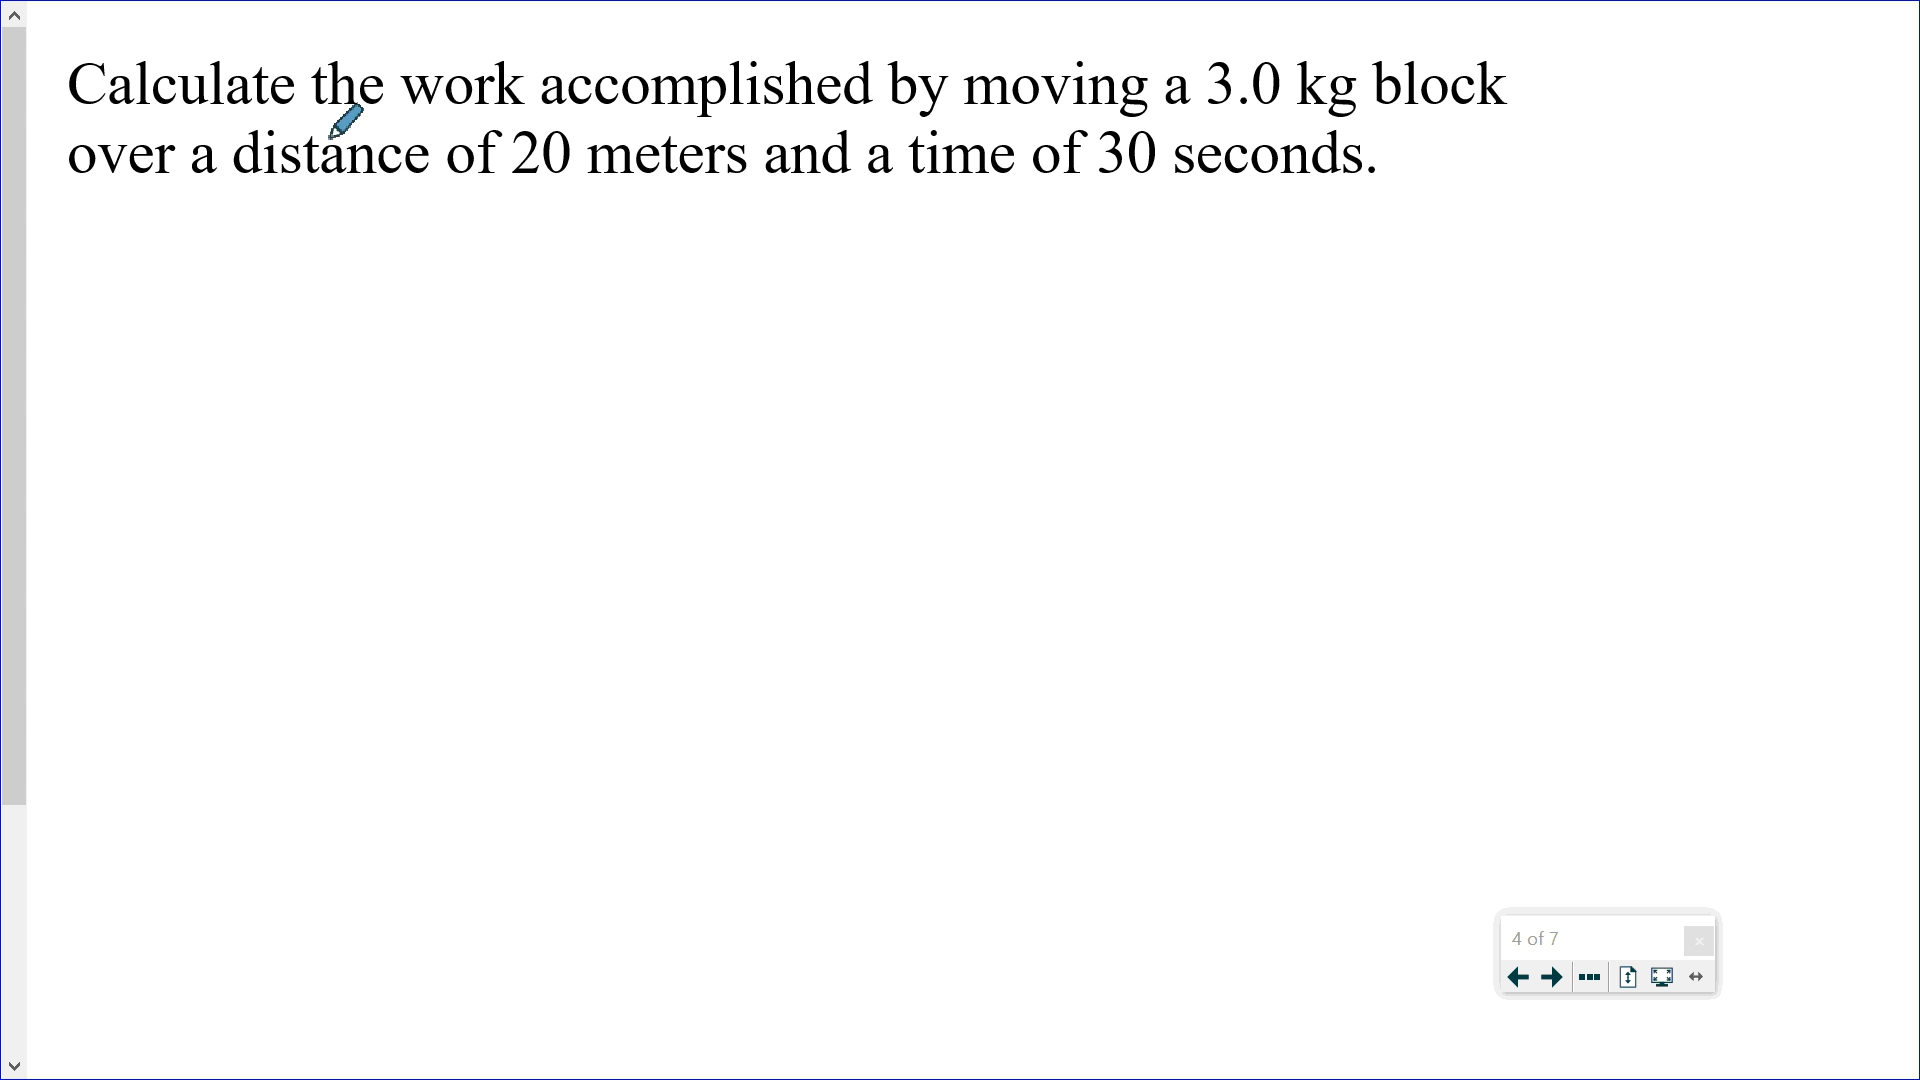 Calculate the work accomplished by moving a 3.0 kg block
over a distance of 20 meters and a time of 30 seconds.
4 of 7